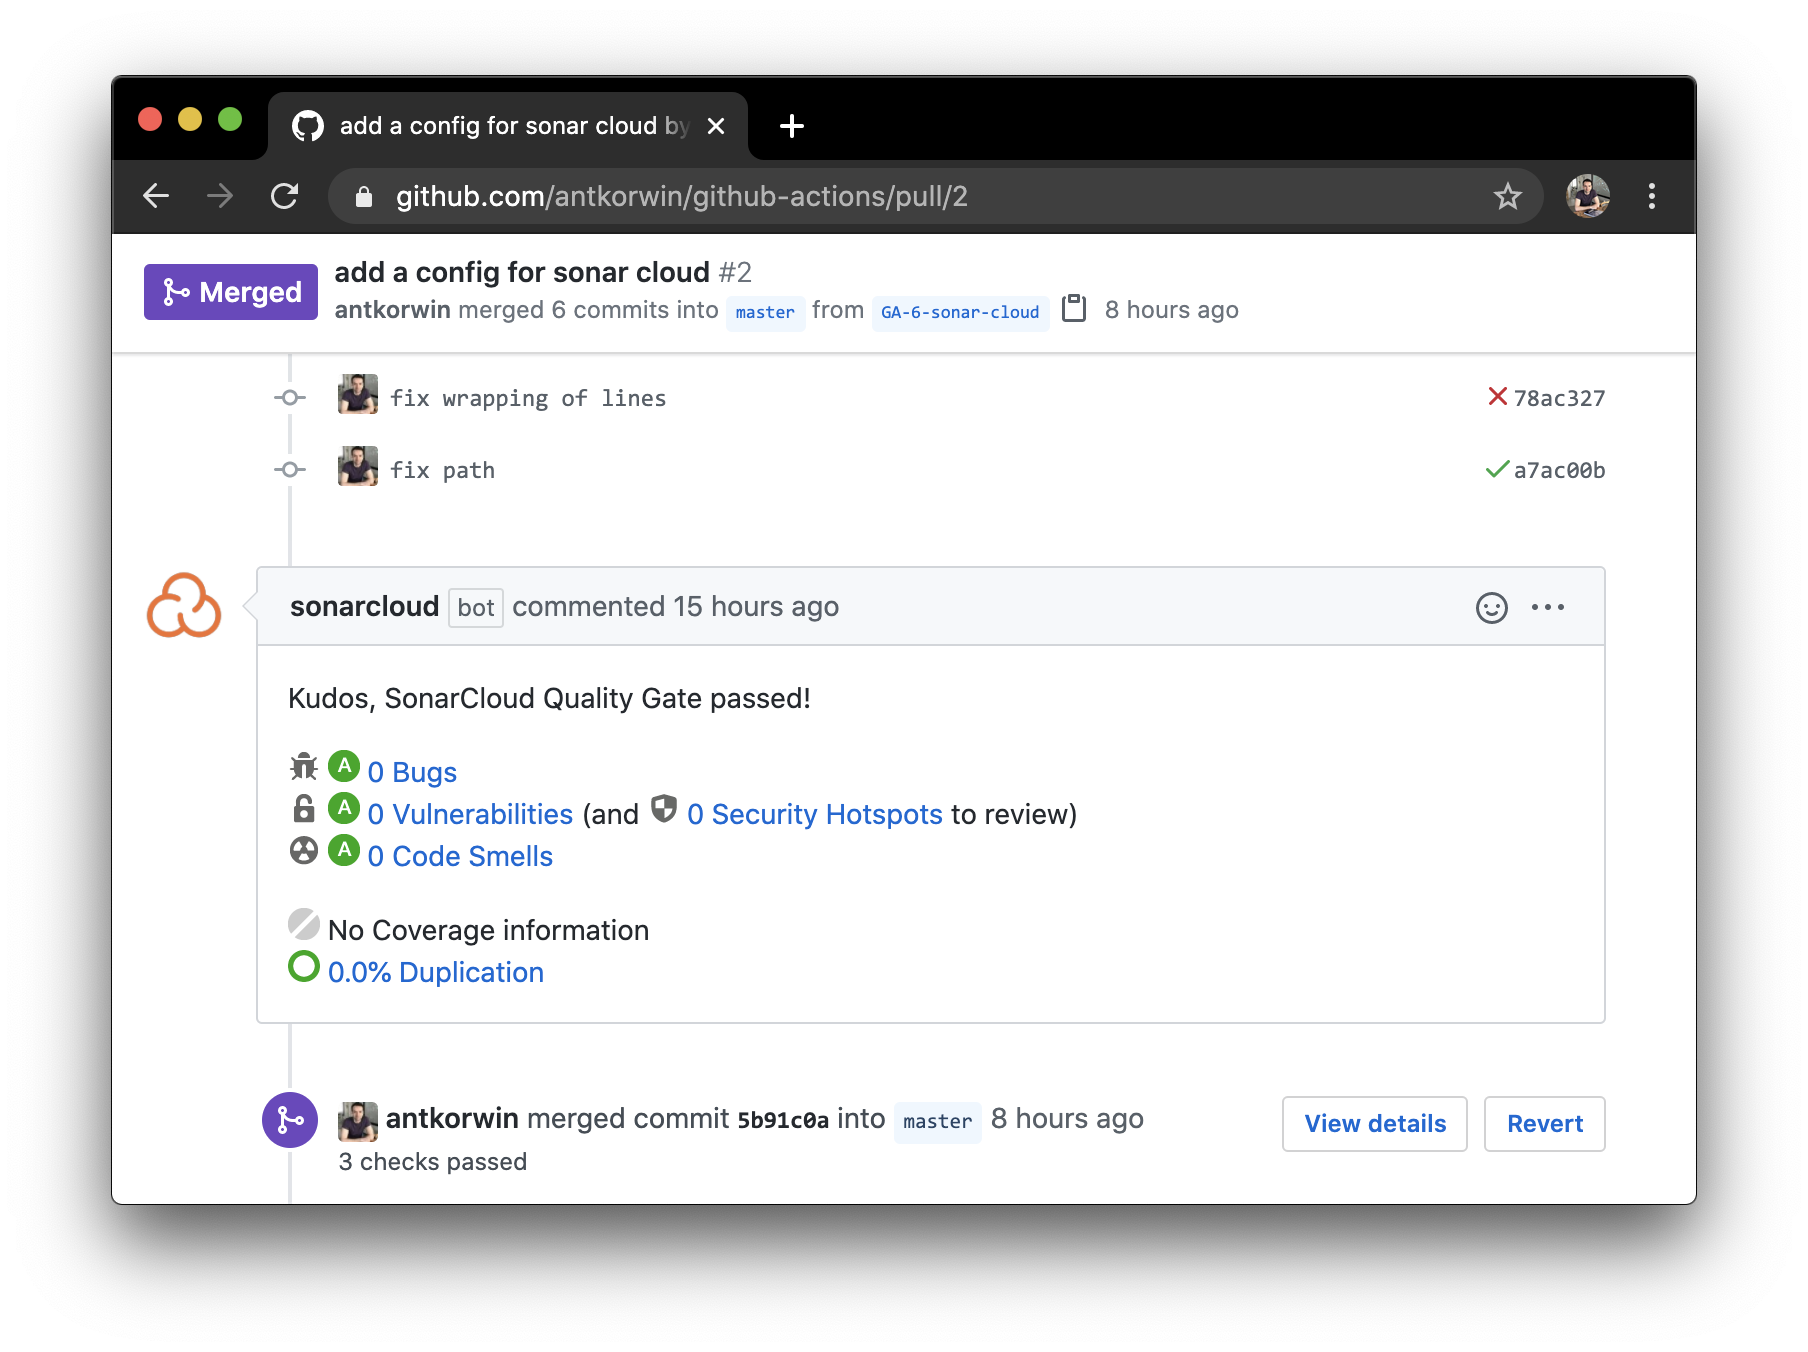 add a config for sonar cloud by
github.com/antkorwin/github-actions/pull/2
Merged
add a config for sonar cloud #2
antkorwin merged 6 commits into master from GA-6-sonar-cloud 8 hours ago
fix wrapping of lines 78ac327
fix path a7ac00b
sonarcloud bot commented 15 hours ago
Kudos, SonarCloud Quality Gate passed!
A 0 Bugs
A 0 Vulnerabilities (and 0 Security Hotspots to review)
A 0 Code Smells
No Coverage information
0.0% Duplication
antkorwin merged commit 5b91c0a into master 8 hours ago
3 checks passed
View details
Revert